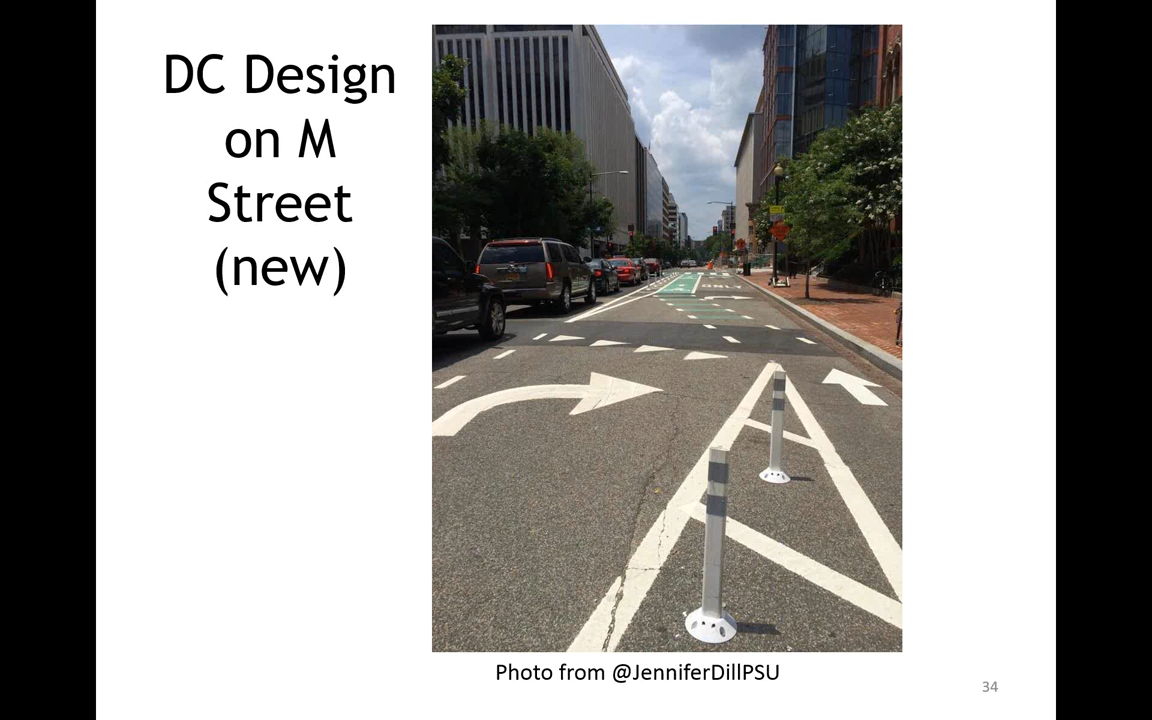 DC Design
on M
Street
(new)
Photo from @JenniferDillPSU
34